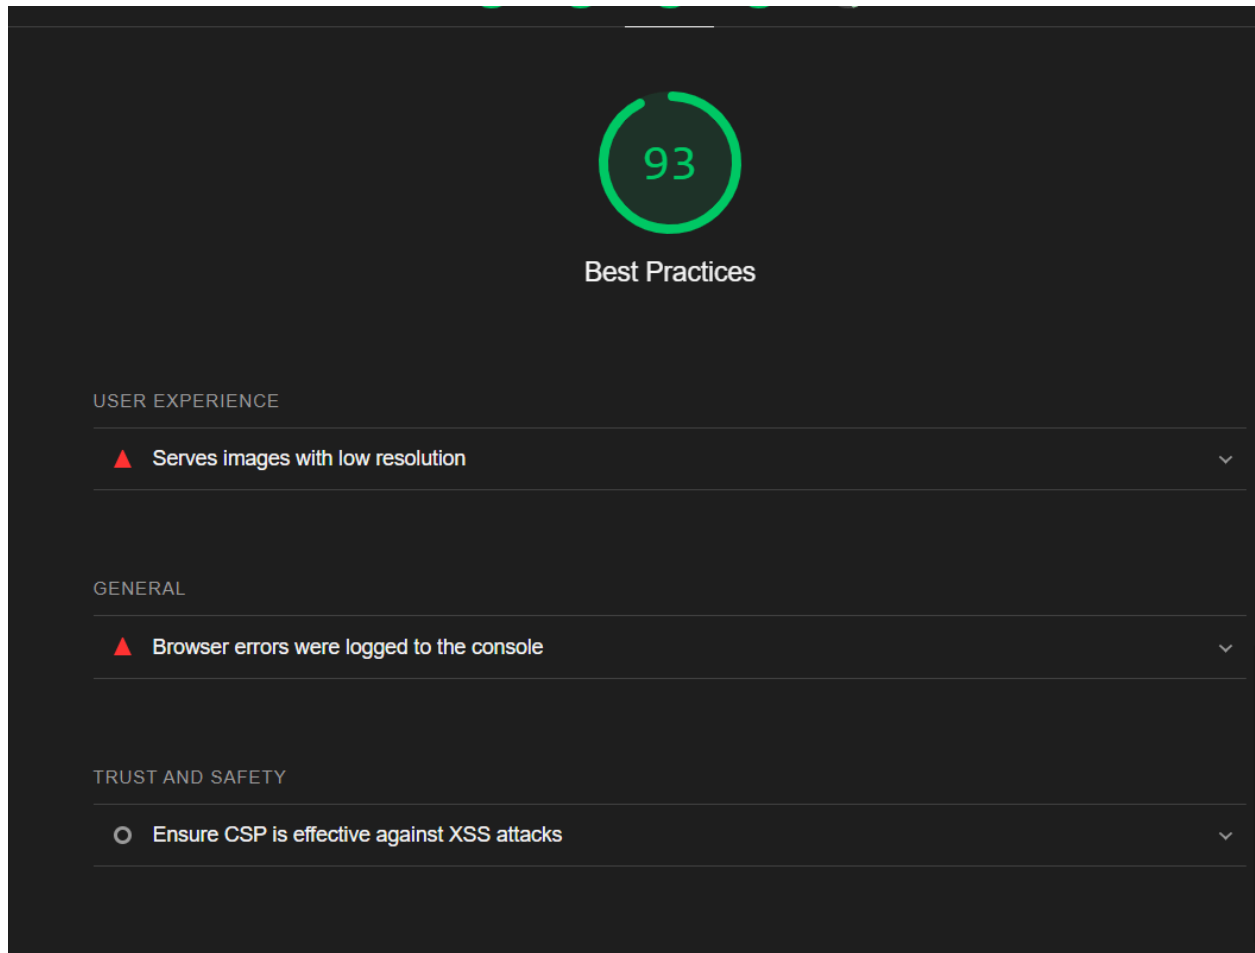 93
Best Practices
USER EXPERIENCE
Serves images with low resolution
GENERAL
Browser errors were logged to the console
TRUST AND SAFETY
Ensure CSP is effective against XSS attacks